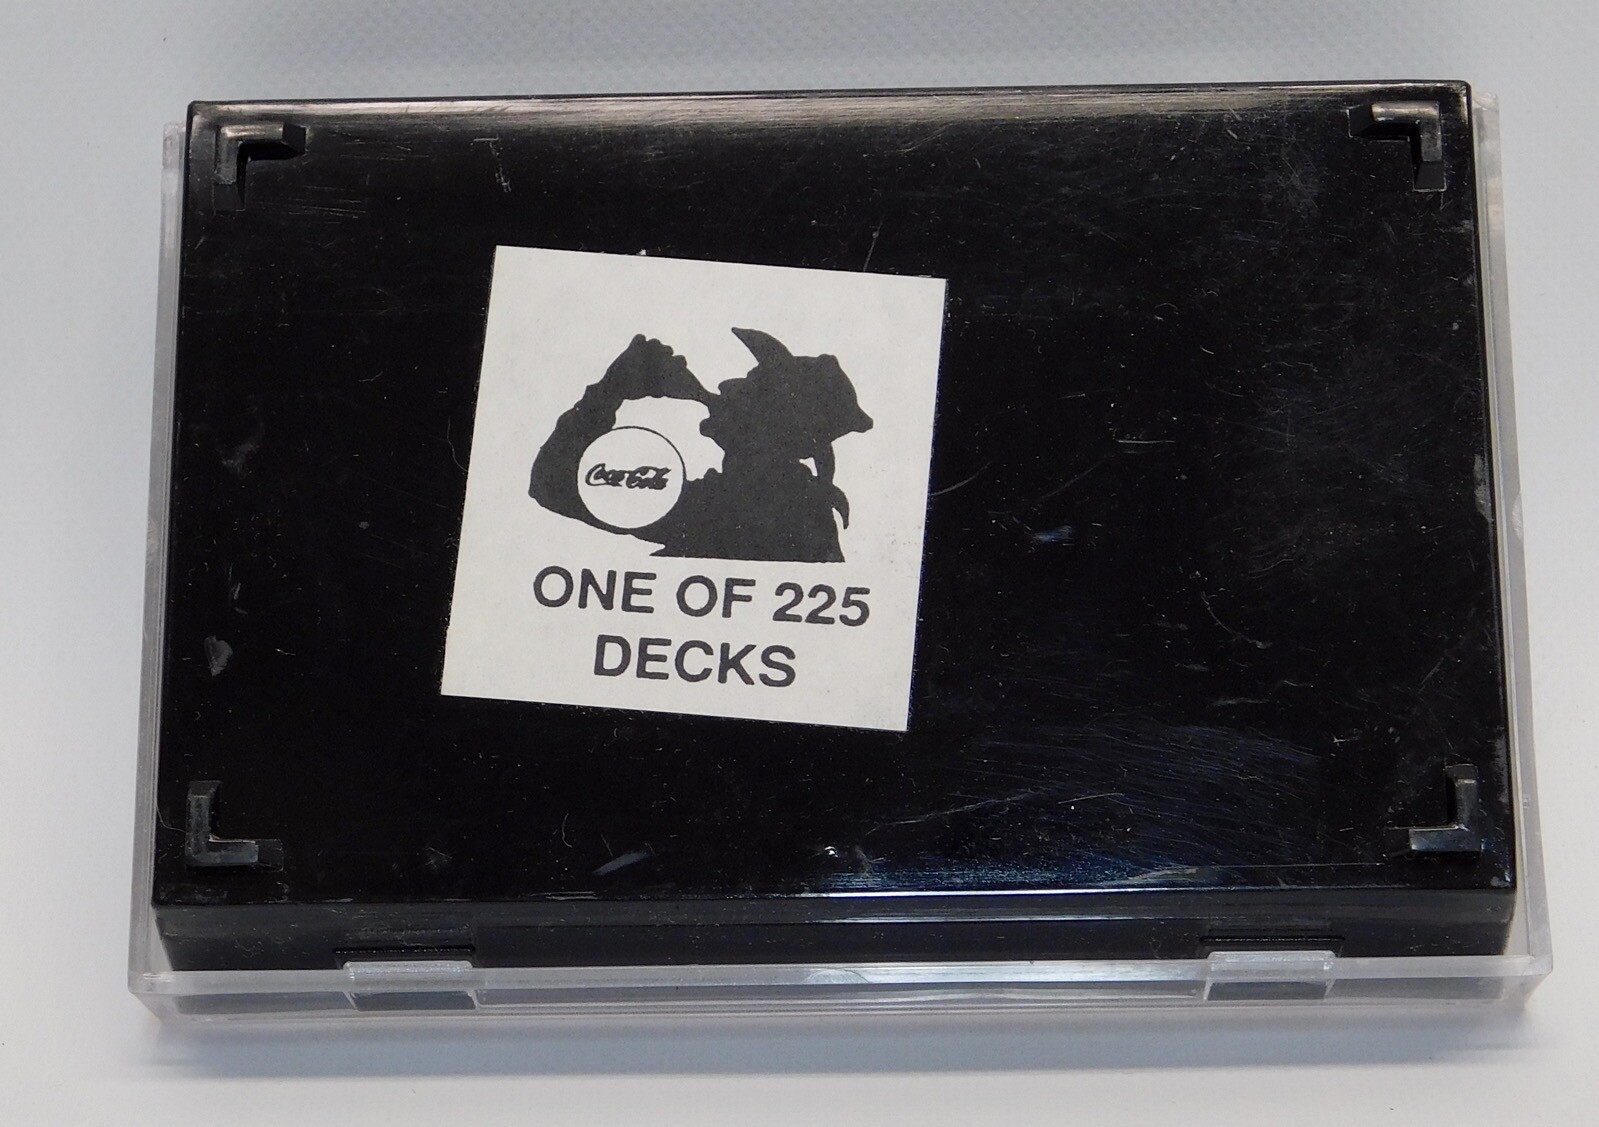 Coca-Cola
ONE OF 225
DECKS